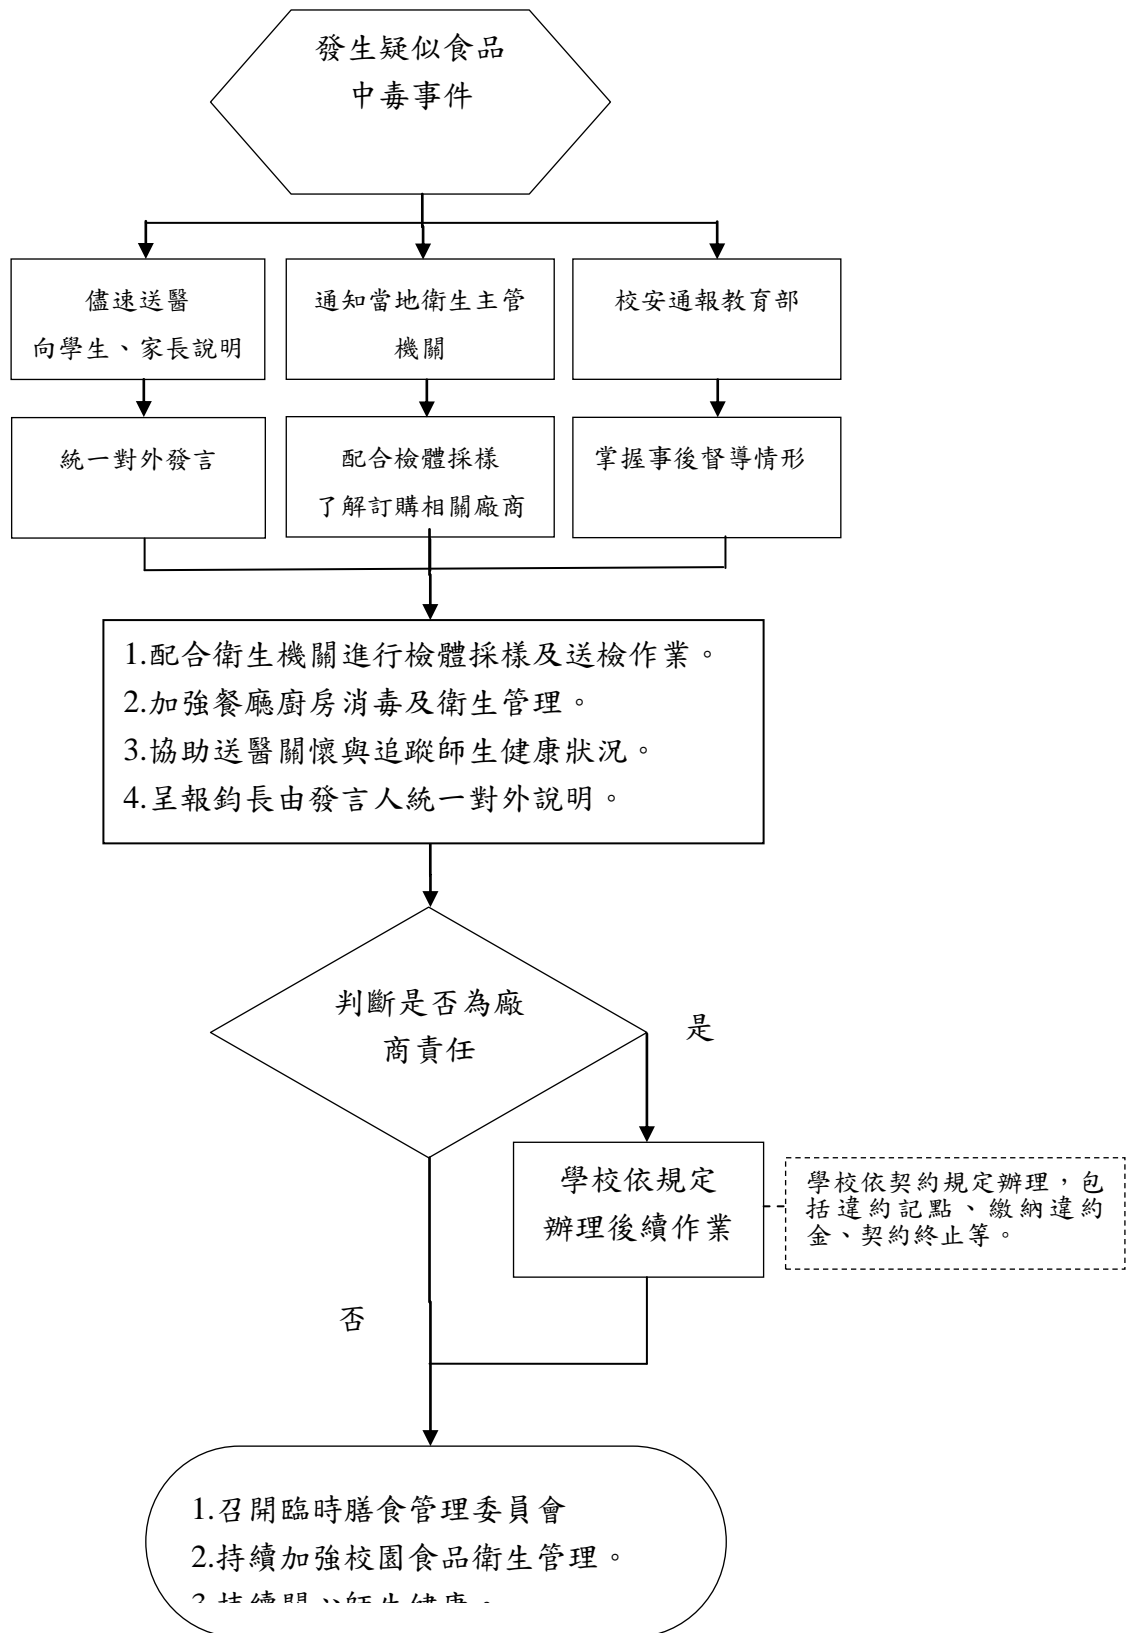 發生疑似食品
中毒事件
儘速送醫
向學生、家長說明
通知當地衛生主管
機關
校安通報教育部
統一對外發言
配合檢體採樣
了解訂購相關廠商
掌握事後督導情形
1.配合衛生機關進行檢體採樣及送檢作業。
2.加強餐廳廚房消毒及衛生管理。
3.協助送醫關懷與追蹤師生健康狀況。
4.呈報鈞長由發言人統一對外說明。
判斷是否為廠
商責任
是
學校依規定
辦理後續作業
學校依契約規定辦理，包
括違約記點、繳納違約
金、契約終止等。
否
1.召開臨時膳食管理委員會
2.持續加強校園食品衛生管理。
3.持續關心師生健康。